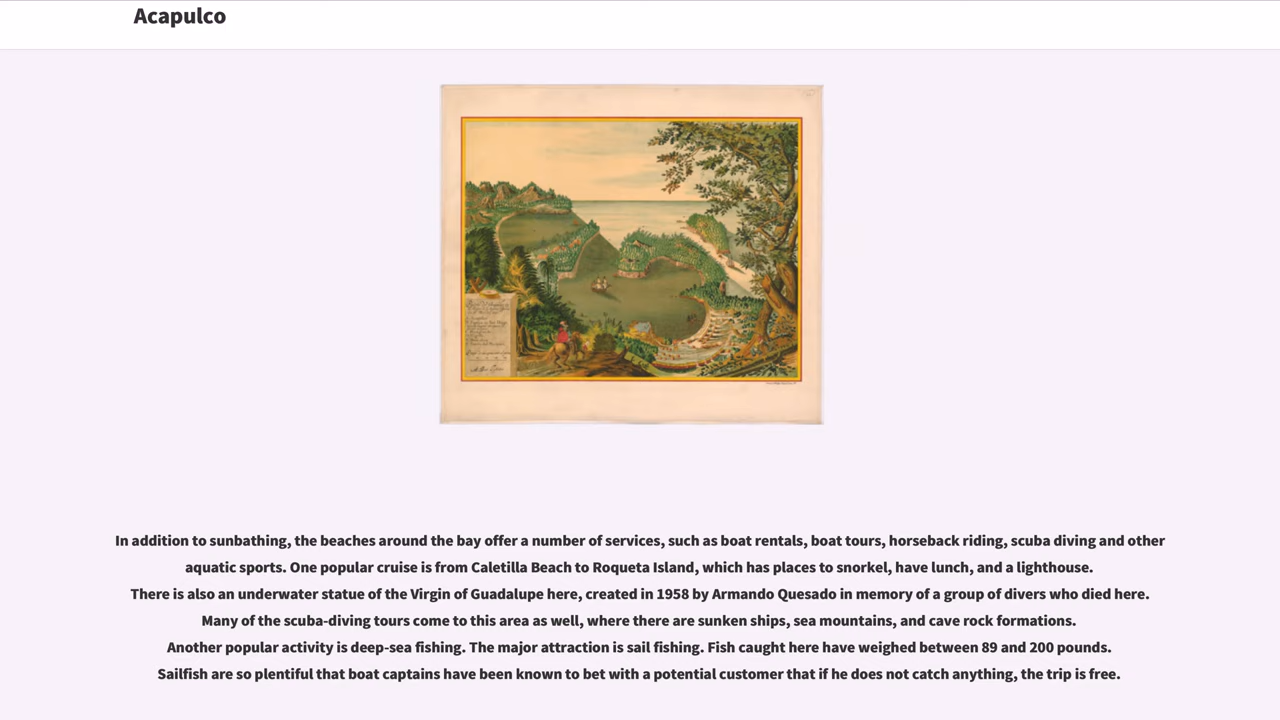 Acapulco
In addition to sunbathing, the beaches around the bay offer a number of services, such as boat rentals, boat tours, horseback riding, scuba diving and other
aquatic sports. One popular cruise is from Caletilla Beach to Roqueta Island, which has places to snorkel, have lunch, and a lighthouse.
There is also an underwater statue of the Virgin of Guadalupe here, created in 1958 by Armando Quesado in memory of a group of divers who died here.
Many of the scuba-diving tours come to this area as well, where there are sunken ships, sea mountains, and cave rock formations.
Another popular activity is deep-sea fishing. The major attraction is sail fishing. Fish caught here have weighed between 89 and 200 pounds.
Sailfish are so plentiful that boat captains have been known to bet with a potential customer that if he does not catch anything, the trip is free.